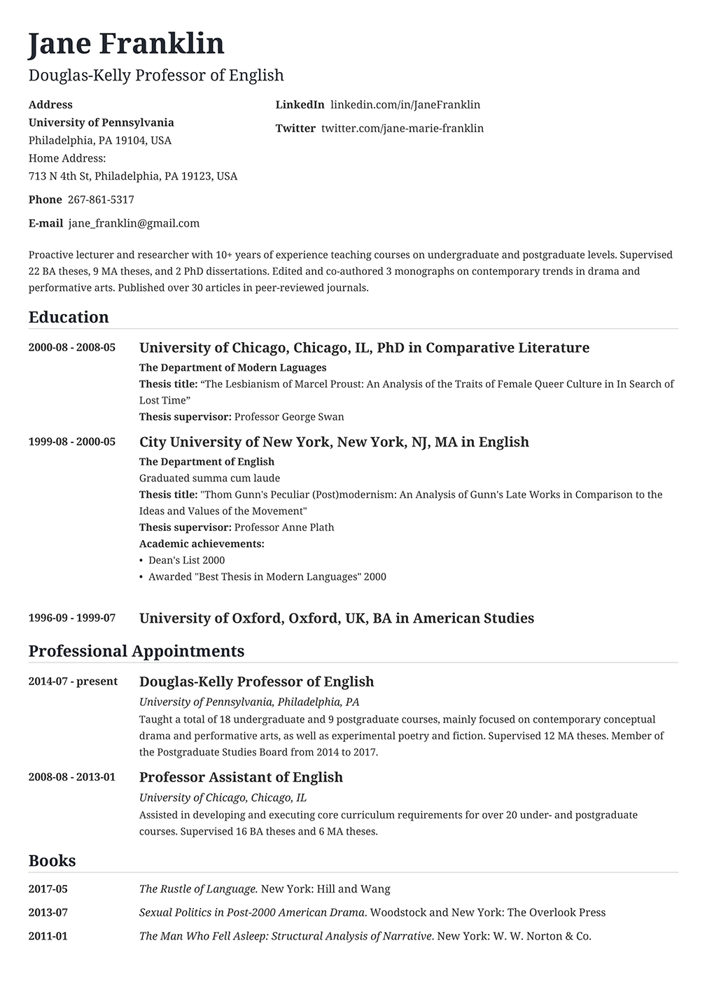 Jane Franklin
Douglas-Kelly Professor of English
Address
University of Pennsylvania
Philadelphia, PA 19104, USA
Home Address:
713 N 4th St, Philadelphia, PA 19123, USA
Phone 267-861-5317
E-mail jane_franklin@gmail.com
LinkedIn linkedin.com/in/JaneFranklin
Twitter twitter.com/jane-marie-franklin
Proactive lecturer and researcher with 10+ years of experience teaching courses on undergraduate and postgraduate levels. Supervised
22 BA theses, 9 MA theses, and 2 PhD dissertations. Edited and co-authored 3 monographs on contemporary trends in drama and
performative arts. Published over 30 articles in peer-reviewed journals.
Education
2000-08 - 2008-05 University of Chicago, Chicago, IL, PhD in Comparative Literature
The Department of Modern Laguages
Thesis title: “The Lesbianism of Marcel Proust: An Analysis of the Traits of Female Queer Culture in In Search of
Lost Time”
Thesis supervisor: Professor George Swan
1999-08 - 2000-05 City University of New York, New York, NJ, MA in English
The Department of English
Graduated summa cum laude
Thesis title: "Thom Gunn's Peculiar (Post)modernism: An Analysis of Gunn's Late Works in Comparison to the
Ideas and Values of the Movement"
Thesis supervisor: Professor Anne Plath
Academic achievements:
• Dean's List 2000
• Awarded "Best Thesis in Modern Languages" 2000
1996-09 - 1999-07 University of Oxford, Oxford, UK, BA in American Studies
Professional Appointments
2014-07 - present Douglas-Kelly Professor of English
University of Pennsylvania, Philadelphia, PA
Taught a total of 18 undergraduate and 9 postgraduate courses, mainly focused on contemporary conceptual
drama and performative arts, as well as experimental poetry and fiction. Supervised 12 MA theses. Member of
the Postgraduate Studies Board from 2014 to 2017.
2008-08 - 2013-01 Professor Assistant of English
University of Chicago, Chicago, IL
Assisted in developing and executing core curriculum requirements for over 20 under- and postgraduate
courses. Supervised 16 BA theses and 6 MA theses.
Books
2017-05 The Rustle of Language. New York: Hill and Wang
2013-07 Sexual Politics in Post-2000 American Drama. Woodstock and New York: The Overlook Press
2011-01 The Man Who Fell Asleep: Structural Analysis of Narrative. New York: W. W. Norton & Co.